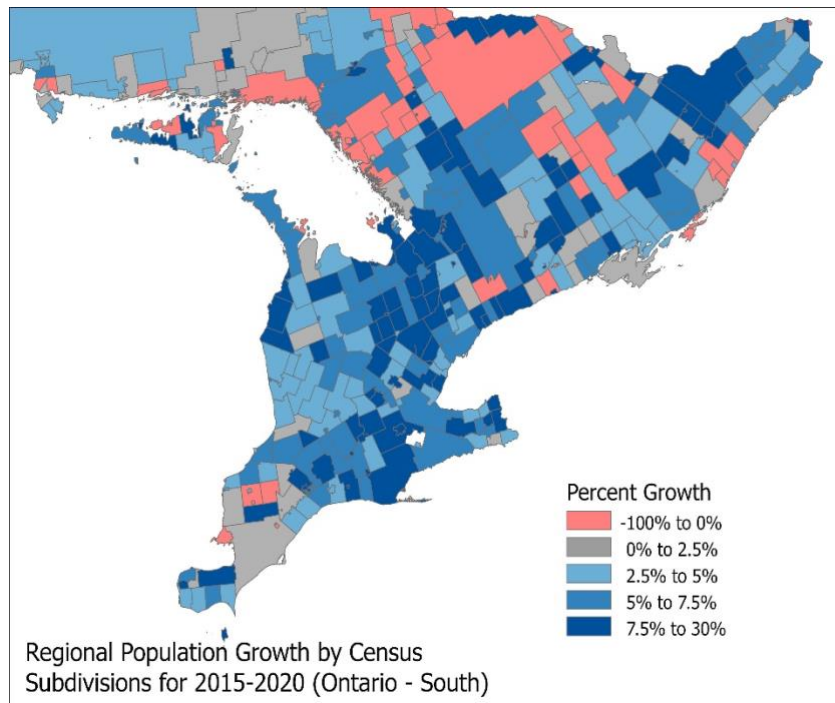 Percent Growth
-100% to 0%
0% to 2.5%
2.5% to 5%
5% to 7.5%
7.5% to 30%
Regional Population Growth by Census
Subdivisions for 2015-2020 (Ontario - South)